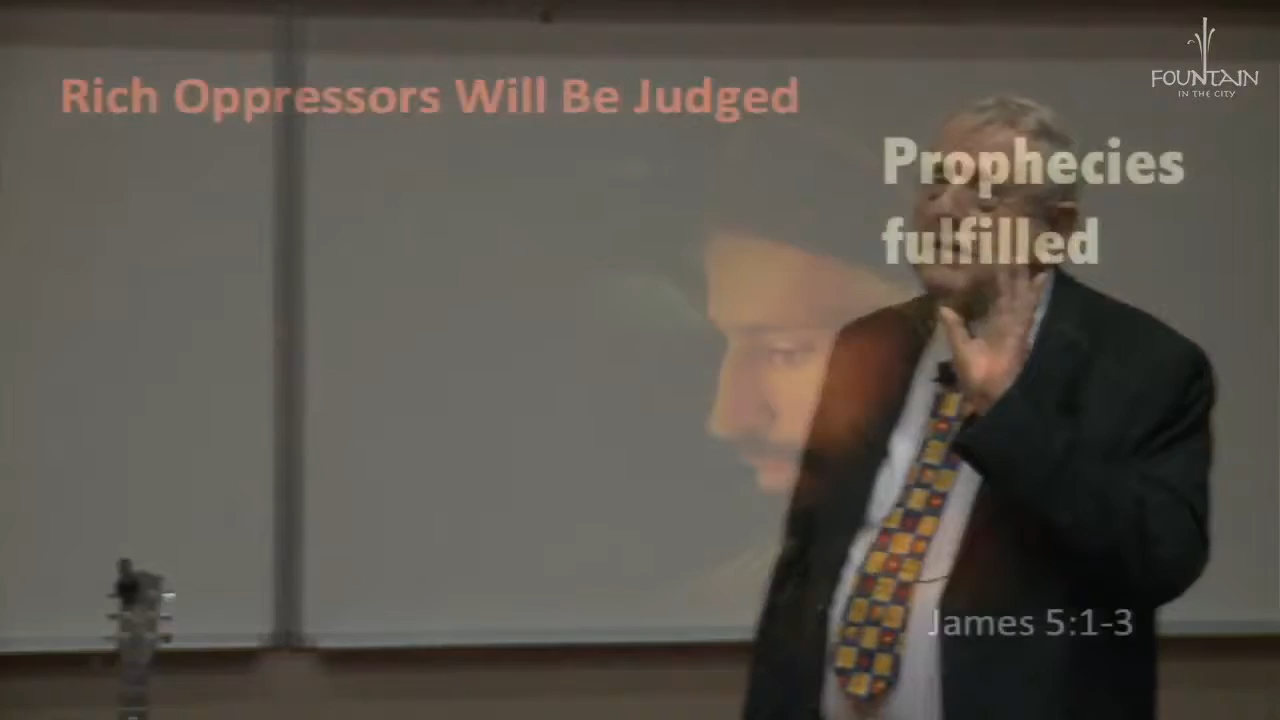 Rich Oppressors Will Be Judged
FOUNTAIN
IN THE CITY
Prophecies
fulfilled
James 5:1-3